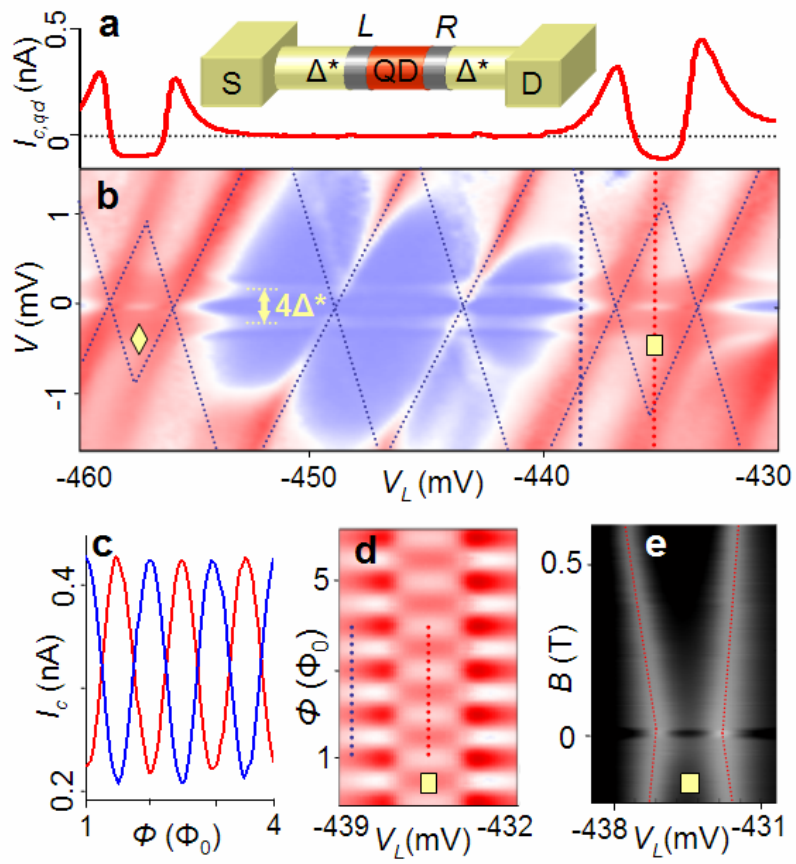 a
L R
S Δ* QD Δ* D
I_{c,qd} (nA)
0.5
0
b
V (mV)
1
0
-1
4Δ*
-460 -450 -440 -430
V_L (mV)
c
I_c (nA)
0.4
0.2
1 4
Φ (Φ_0)
d
Φ (Φ_0)
5
1
-439 -432
V_L (mV)
e
B (T)
0.5
0
-438 -431
V_L (mV)